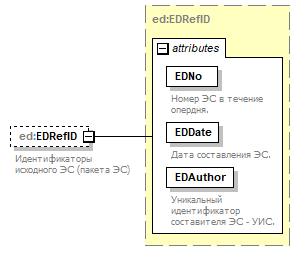 ed:EDRefID
attributes
EDNo
Номер ЭС в течение
опердня.
ed:EDRefID
Идентификаторы
исходного ЭС (пакета ЭС)
EDDate
Дата составления ЭС.
EDAuthor
Уникальный
идентификатор
составителя ЭС - УИС.